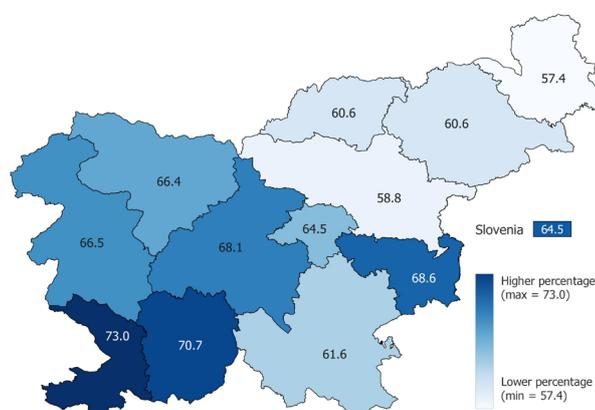 57.4
60.6
60.6
66.4
58.8
64.5
Slovenia 64.5
66.5
68.1
68.6
Higher percentage
(max = 73.0)
73.0
70.7
61.6
Lower percentage
(min = 57.4)